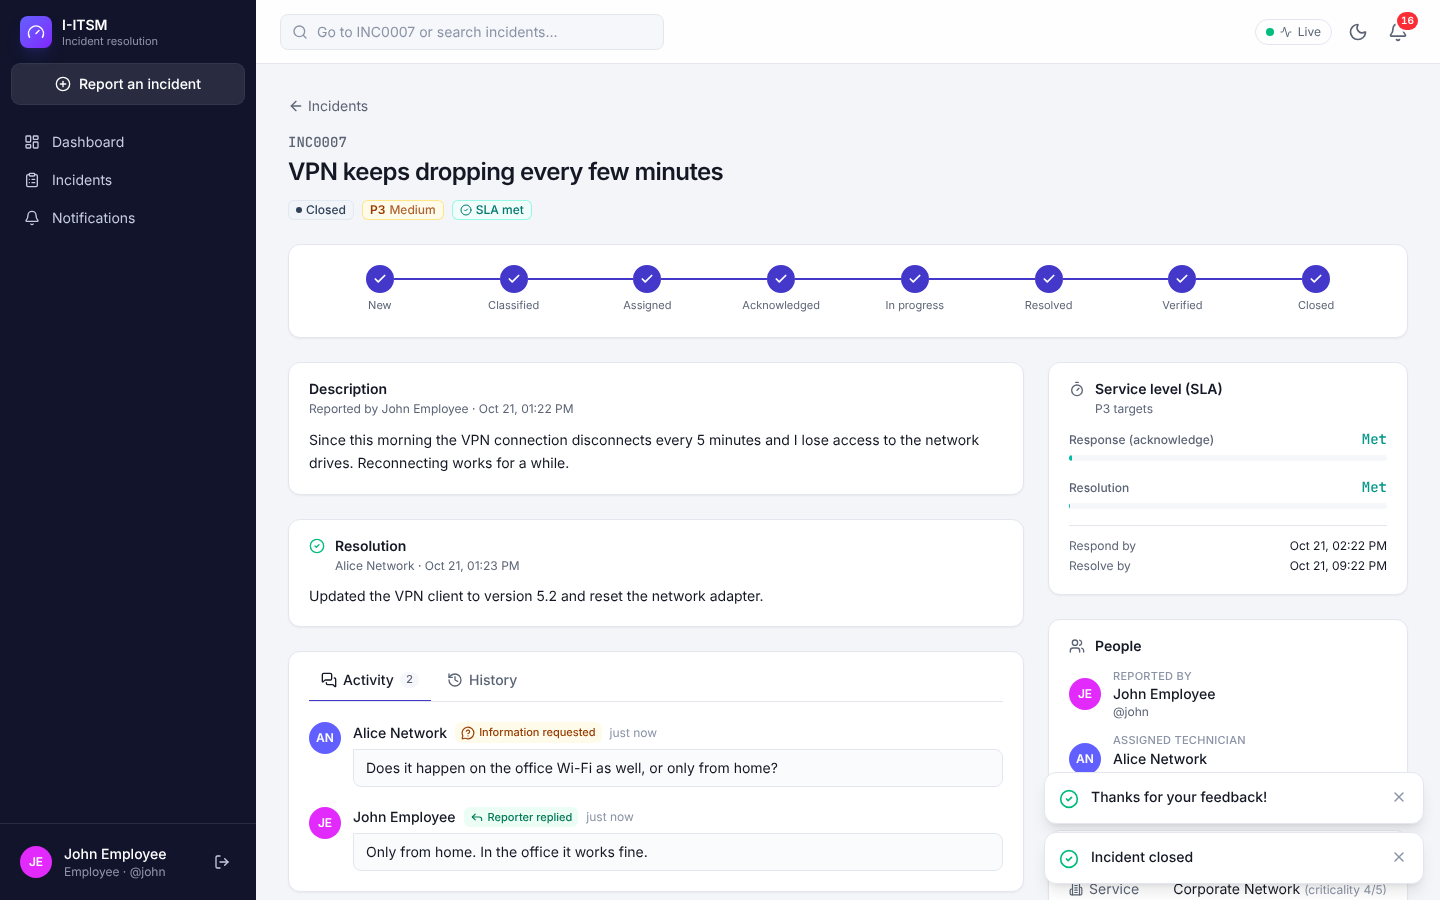 I-ITSM
Incident resolution
Report an incident
Dashboard
Incidents
Notifications
JE
John Employee
Employee · @john
Go to INC0007 or search incidents...
Live
16
Incidents
INC0007
VPN keeps dropping every few minutes
Closed
P3 Medium
SLA met
New
Classified
Assigned
Acknowledged
In progress
Resolved
Verified
Closed
Description
Reported by John Employee · Oct 21, 01:22 PM
Since this morning the VPN connection disconnects every 5 minutes and I lose access to the network
drives. Reconnecting works for a while.
Resolution
Alice Network · Oct 21, 01:23 PM
Updated the VPN client to version 5.2 and reset the network adapter.
Activity 2
History
AN
Alice Network Information requested just now
Does it happen on the office Wi-Fi as well, or only from home?
JE
John Employee Reporter replied just now
Only from home. In the office it works fine.
Service level (SLA)
P3 targets
Response (acknowledge) Met
Resolution Met
Respond by Oct 21, 02:22 PM
Resolve by Oct 21, 09:22 PM
People
REPORTED BY
JE
John Employee
@john
ASSIGNED TECHNICIAN
AN
Alice Network
Thanks for your feedback!
Incident closed
Service Corporate Network (criticality 4/5)